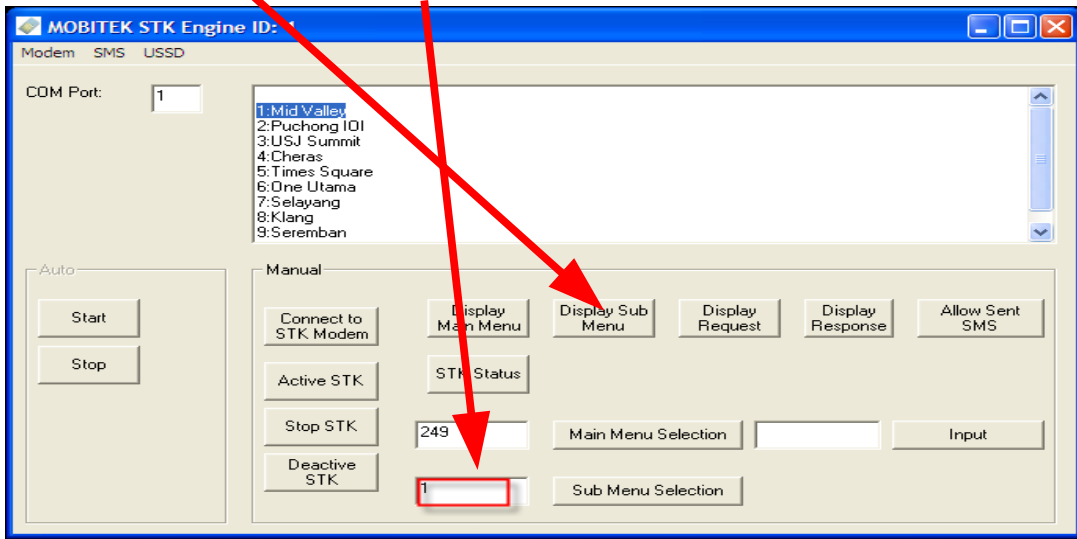 MOBITEK STK Engine ID: 1
Modem SMS USSD
COM Port:
1
1:Mid Valley
2:Puchong IOI
3:USJ Summit
4:Cheras
5:Times Square
6:One Utama
7:Selayang
8:Klang
9:Seremban
Auto
Start
Stop
Manual
Connect to
STK Modem
Display
Main Menu
Display Sub
Menu
Display
Request
Display
Response
Allow Sent
SMS
Active STK
STK Status
Stop STK
249
Main Menu Selection
Input
Deactive
STK
1
Sub Menu Selection